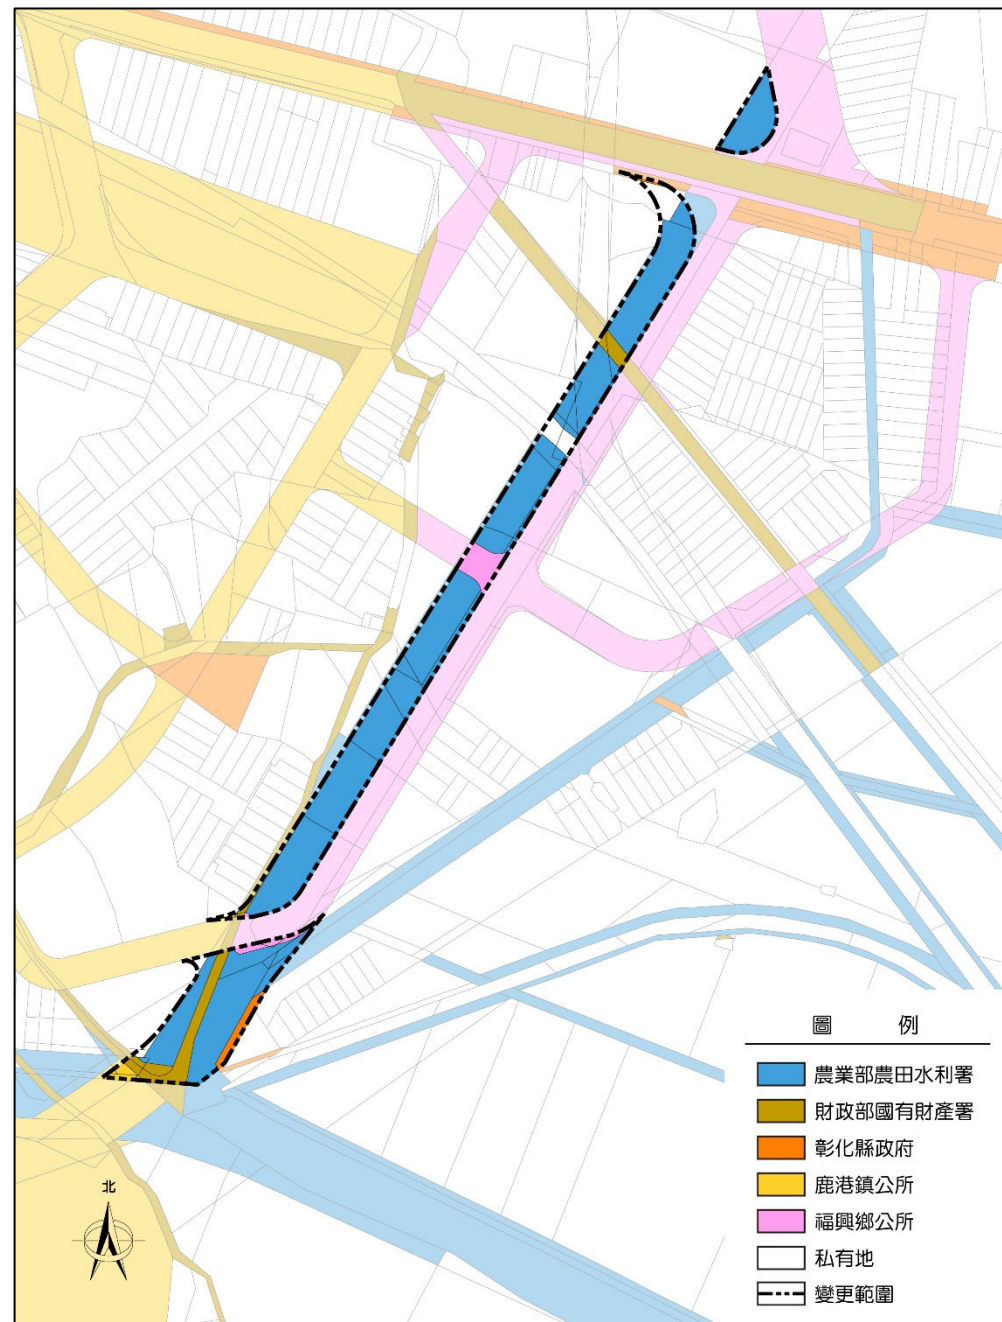 北
圖 例
農業部農田水利署
財政部國有財產署
彰化縣政府
鹿港鎮公所
福興鄉公所
私有地
變更範圍